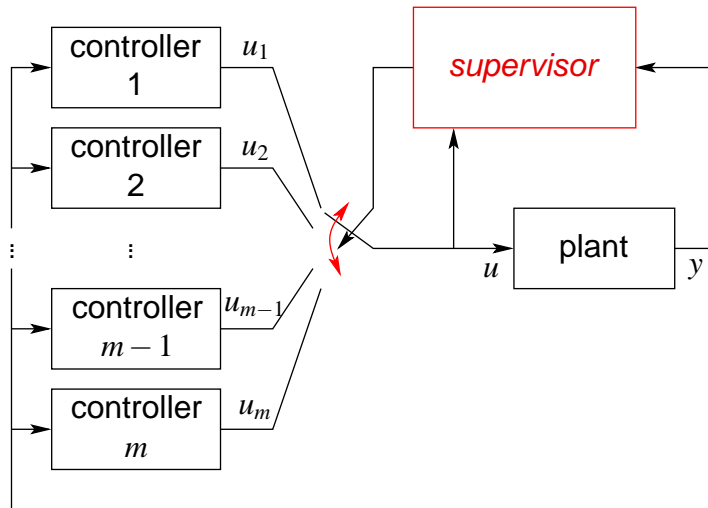 controller
1
u₁
supervisor
controller
2
u₂
plant
u
y
controller
m − 1
uₘ₋₁
controller
m
uₘ